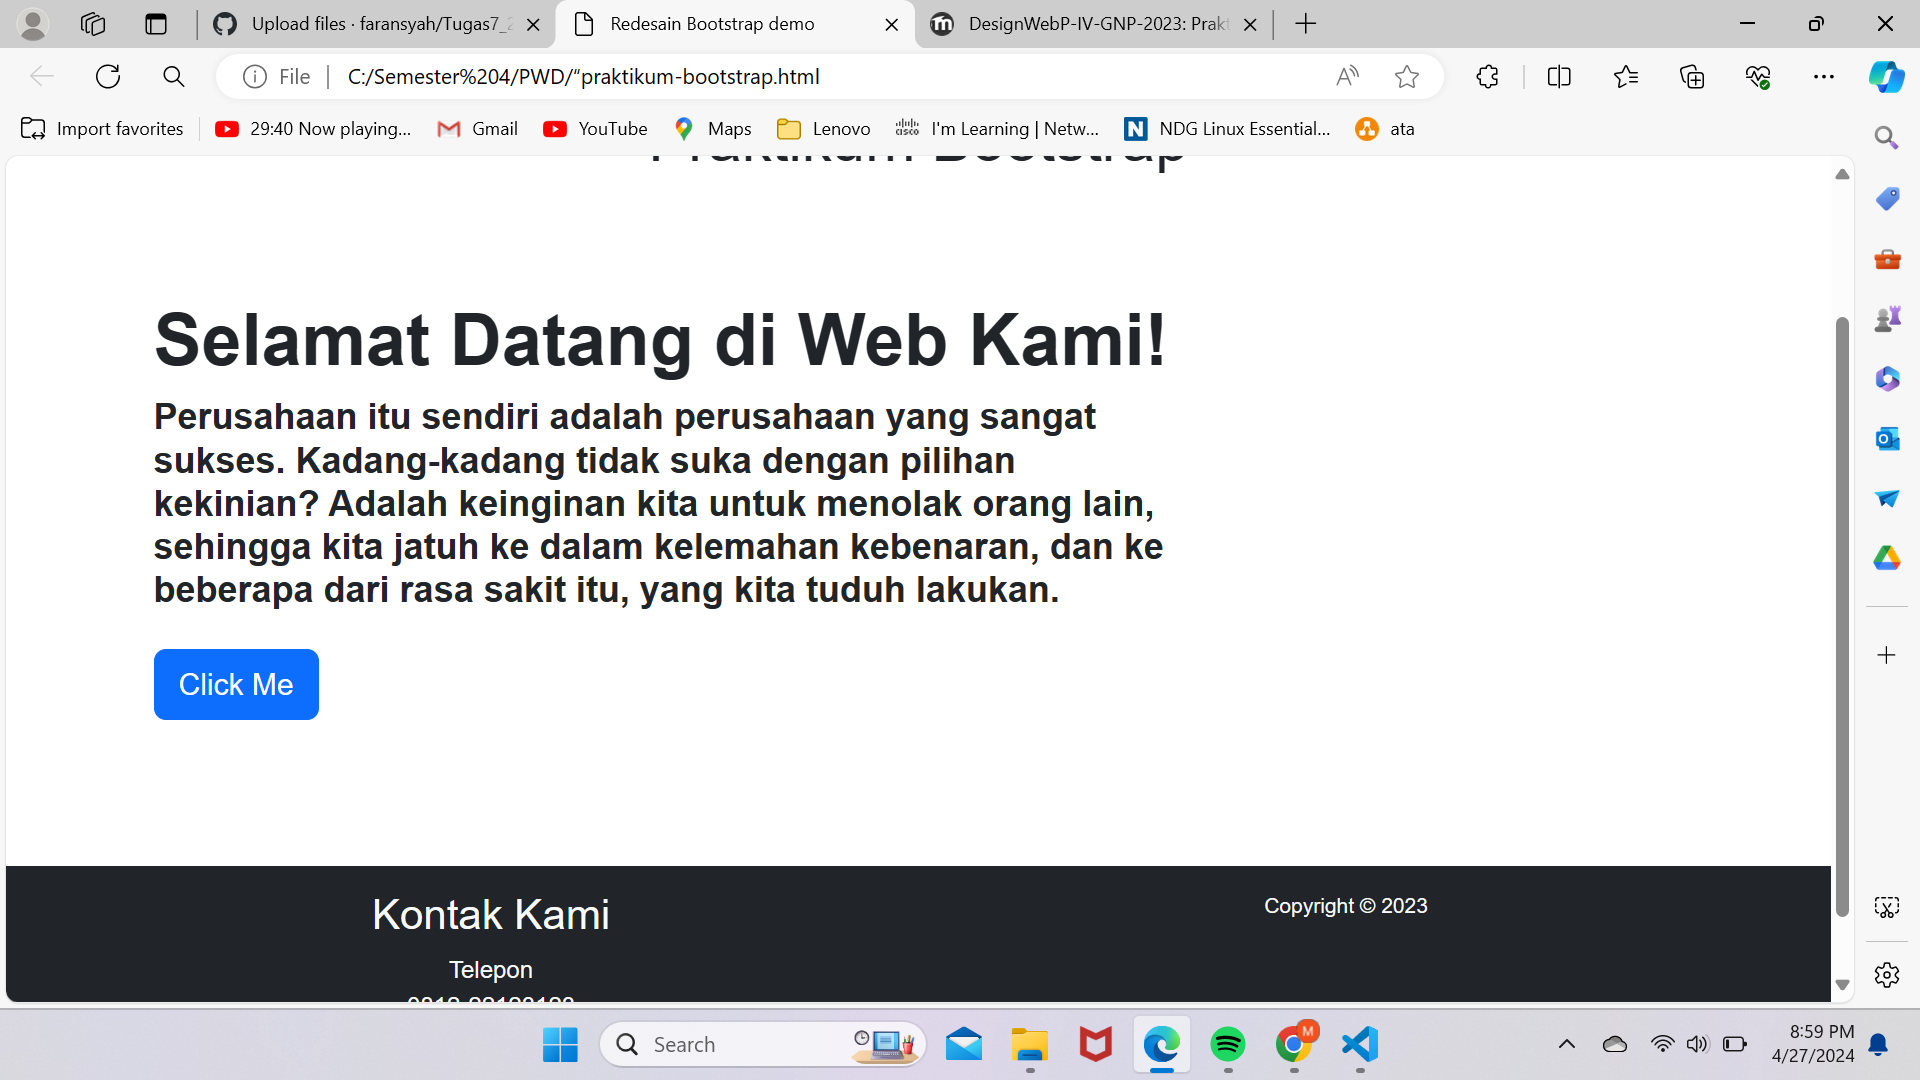 Upload files · faransyah/Tugas7_2
Redesain Bootstrap demo
DesignWebP-IV-GNP-2023: Prakt
File
C:/Semester%204/PWD/“praktikum-bootstrap.html
Import favorites
29:40 Now playing...
Gmail
YouTube
Maps
Lenovo
I'm Learning | Netw...
NDG Linux Essential...
ata
Praktikum Bootstrap
Selamat Datang di Web Kami!
Perusahaan itu sendiri adalah perusahaan yang sangat
sukses. Kadang-kadang tidak suka dengan pilihan
kekinian? Adalah keinginan kita untuk menolak orang lain,
sehingga kita jatuh ke dalam kelemahan kebenaran, dan ke
beberapa dari rasa sakit itu, yang kita tuduh lakukan.
Click Me
Kontak Kami
Telepon
Copyright © 2023
Search
8:59 PM
4/27/2024